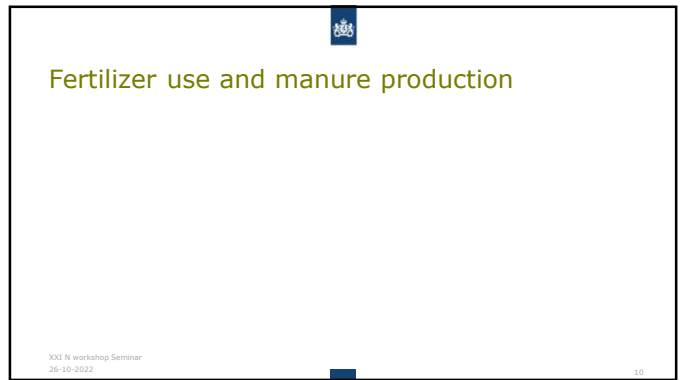 Fertilizer use and manure production
XXI N workshop Seminar
26-10-2022
10